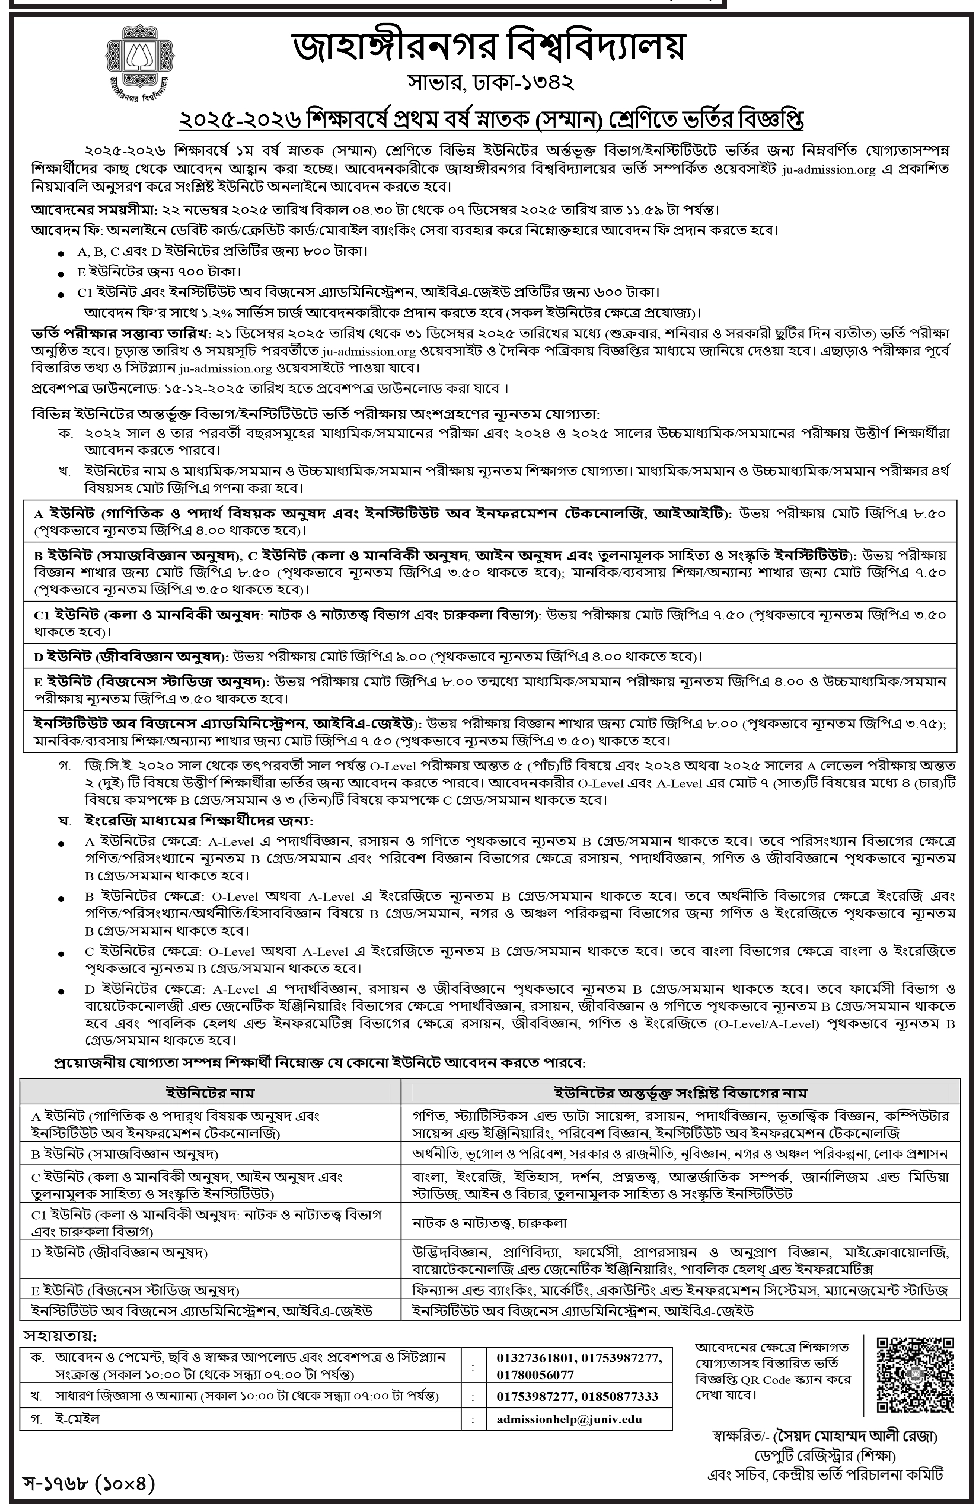 জাহাঙ্গীরনগর বিশ্ববিদ্যালয়
সাভার, ঢাকা-১৩৪২
২০২৫-২০২৬ শিক্ষাবর্ষে প্রথম বর্ষ স্নাতক (সম্মান) শ্রেণিতে ভর্তির বিজ্ঞপ্তি
২০২৫-২০২৬ শিক্ষাবর্ষে ১ম বর্ষ স্নাতক (সম্মান) শ্রেণিতে বিভিন্ন ইউনিটের অর্ন্তভূক্ত বিভাগ/ইনস্টিটিউটে ভর্তির জন্য নিম্নবর্ণিত যোগ্যতাসম্পন্ন
শিক্ষার্থীদের কাছ থেকে আবেদন আহ্বান করা হচ্ছে। আবেদনকারীকে জাহাঙ্গীরনগর বিশ্ববিদ্যালয়ের ভর্তি সম্পর্কিত ওয়েবসাইট ju-admission.org এ প্রকাশিত
নিয়মাবলি অনুসরণ করে সংশ্লিষ্ট ইউনিটে অনলাইনে আবেদন করতে হবে।
আবেদনের সময়সীমা: ২২ নভেম্বর ২০২৫ তারিখ বিকাল ০৪.৩০ টা থেকে ০৭ ডিসেম্বর ২০২৫ তারিখ রাত ১১.৫৯ টা পর্যন্ত।
আবেদন ফি: অনলাইনে ডেবিট কার্ড/ক্রেডিট কার্ড/মোবাইল ব্যাংকিং সেবা ব্যবহার করে নিম্নোক্তহারে আবেদন ফি প্রদান করতে হবে।
• A, B, C এবং D ইউনিটের প্রতিটির জন্য ৮০০ টাকা।
• E ইউনিটের জন্য ৭০০ টাকা।
• C1 ইউনিট এবং ইনস্টিটিউট অব বিজনেস এ্যাডমিনিস্ট্রেশন, আইবিএ-জেইউ প্রতিটির জন্য ৬০০ টাকা।
আবেদন ফি'র সাথে ১.২% সার্ভিস চার্জ আবেদনকারীকে প্রদান করতে হবে (সকল ইউনিটের ক্ষেত্রে প্রযোজ্য)।
ভর্তি পরীক্ষার সম্ভাব্য তারিখ: ২১ ডিসেম্বর ২০২৫ তারিখ থেকে ৩১ ডিসেম্বর ২০২৫ তারিখের মধ্যে (শুক্রবার, শনিবার ও সরকারী ছুটির দিন ব্যতীত) ভর্তি পরীক্ষা
অনুষ্ঠিত হবে। চূড়ান্ত তারিখ ও সময়সূচি পরবর্তীতে ju-admission.org ওয়েবসাইট ও দৈনিক পত্রিকায় বিজ্ঞপ্তির মাধ্যমে জানিয়ে দেওয়া হবে। এছাড়াও পরীক্ষার পূর্বে
বিস্তারিত তথ্য ও সিটপ্ল্যান ju-admission.org ওয়েবসাইটে পাওয়া যাবে।
প্রবেশপত্র ডাউনলোড: ১৫-১২-২০২৫ তারিখ হতে প্রবেশপত্র ডাউনলোড করা যাবে ।
বিভিন্ন ইউনিটের অন্তর্ভূক্ত বিভাগ/ইনস্টিটিউটে ভর্তি পরীক্ষায় অংশগ্রহণের ন্যূনতম যোগ্যতা:
ক. ২০২২ সাল ও তার পরবর্তী বছরসমূহের মাধ্যমিক/সমমানের পরীক্ষা এবং ২০২৪ ও ২০২৫ সালের উচ্চমাধ্যমিক/সমমানের পরীক্ষায় উত্তীর্ণ শিক্ষার্থীরা
আবেদন করতে পারবে।
খ. ইউনিটের নাম ও মাধ্যমিক/সমমান ও উচ্চমাধ্যমিক/সমমান পরীক্ষায় ন্যূনতম শিক্ষাগত যোগ্যতা। মাধ্যমিক/সমমান ও উচ্চমাধ্যমিক/সমমান পরীক্ষার ৪র্থ
বিষয়সহ মোট জিপিএ গণনা করা হবে।
A ইউনিট (গাণিতিক ও পদার্থ বিষয়ক অনুষদ এবং ইনস্টিটিউট অব ইনফরমেশন টেকনোলজি, আইআইটি): উভয় পরীক্ষায় মোট জিপিএ ৮.৫০
(পৃথকভাবে ন্যূনতম জিপিএ ৪.০০ থাকতে হবে)।
B ইউনিট (সমাজবিজ্ঞান অনুষদ), C ইউনিট (কলা ও মানবিকী অনুষদ, আইন অনুষদ এবং তুলনামূলক সাহিত্য ও সংস্কৃতি ইনস্টিটিউট): উভয় পরীক্ষায়
বিজ্ঞান শাখার জন্য মোট জিপিএ ৮.৫০ (পৃথকভাবে ন্যূনতম জিপিএ ৩.৫০ থাকতে হবে); মানবিক/ব্যবসায় শিক্ষা/অন্যান্য শাখার জন্য মোট জিপিএ ৭.৫০
(পৃথকভাবে ন্যূনতম জিপিএ ৩.৫০ থাকতে হবে)।
C1 ইউনিট (কলা ও মানবিকী অনুষদ: নাটক ও নাট্যতত্ত্ব বিভাগ এবং চারুকলা বিভাগ): উভয় পরীক্ষায় মোট জিপিএ ৭.৫০ (পৃথকভাবে ন্যূনতম জিপিএ ৩.৫০
থাকতে হবে)।
D ইউনিট (জীববিজ্ঞান অনুষদ): উভয় পরীক্ষায় মোট জিপিএ ৯.০০ (পৃথকভাবে ন্যূনতম জিপিএ ৪.০০ থাকতে হবে)।
E ইউনিট (বিজনেস স্টাডিজ অনুষদ): উভয় পরীক্ষায় মোট জিপিএ ৮.০০ তন্মধ্যে মাধ্যমিক/সমমান পরীক্ষায় ন্যূনতম জিপিএ ৪.০০ ও উচ্চমাধ্যমিক/সমমান
পরীক্ষায় ন্যূনতম জিপিএ ৩.৫০ থাকতে হবে।
ইনস্টিটিউট অব বিজনেস এ্যাডমিনিস্ট্রেশন, আইবিএ-জেইউ): উভয় পরীক্ষায় বিজ্ঞান শাখার জন্য মোট জিপিএ ৮.০০ (পৃথকভাবে ন্যূনতম জিপিএ ৩.৭৫);
মানবিক/ব্যবসায় শিক্ষা/অন্যান্য শাখার জন্য মোট জিপিএ ৭.৫০ (পৃথকভাবে ন্যূনতম জিপিএ ৩.৫০) থাকতে হবে।
গ. জি.সি.ই. ২০২০ সাল থেকে তৎপরবর্তী সাল পর্যন্ত O-Level পরীক্ষায় অন্তত ৫ (পাঁচ)টি বিষয়ে এবং ২০২৪ অথবা ২০২৫ সালের A লেভেল পরীক্ষায় অন্তত
২ (দুই) টি বিষয়ে উত্তীর্ণ শিক্ষার্থীরা ভর্তির জন্য আবেদন করতে পারবে। আবেদনকারীর O-Level এবং A-Level এর মোট ৭ (সাত)টি বিষয়ের মধ্যে ৪ (চার)টি
বিষয়ে কমপক্ষে B গ্রেড/সমমান ও ৩ (তিন)টি বিষয়ে কমপক্ষে C গ্রেড/সমমান থাকতে হবে।
ঘ. ইংরেজি মাধ্যমের শিক্ষার্থীদের জন্য:
• A ইউনিটের ক্ষেত্রে: A-Level এ পদার্থবিজ্ঞান, রসায়ন ও গণিতে পৃথকভাবে ন্যূনতম B গ্রেড/সমমান থাকতে হবে। তবে পরিসংখ্যান বিভাগের ক্ষেত্রে
গণিত/পরিসংখ্যানে ন্যূনতম B গ্রেড/সমমান এবং পরিবেশ বিজ্ঞান বিভাগের ক্ষেত্রে রসায়ন, পদার্থবিজ্ঞান, গণিত ও জীববিজ্ঞানে পৃথকভাবে ন্যূনতম
B গ্রেড/সমমান থাকতে হবে।
• B ইউনিটের ক্ষেত্রে: O-Level অথবা A-Level এ ইংরেজিতে ন্যূনতম B গ্রেড/সমমান থাকতে হবে। তবে অর্থনীতি বিভাগের ক্ষেত্রে ইংরেজি এবং
গণিত/পরিসংখ্যান/অর্থনীতি/হিসাববিজ্ঞান বিষয়ে B গ্রেড/সমমান, নগর ও অঞ্চল পরিকল্পনা বিভাগের জন্য গণিত ও ইংরেজিতে পৃথকভাবে ন্যূনতম
B গ্রেড/সমমান থাকতে হবে।
• C ইউনিটের ক্ষেত্রে: O-Level অথবা A-Level এ ইংরেজিতে ন্যূনতম B গ্রেড/সমমান থাকতে হবে। তবে বাংলা বিভাগের ক্ষেত্রে বাংলা ও ইংরেজিতে
পৃথকভাবে ন্যূনতম B গ্রেড/সমমান থাকতে হবে।
• D ইউনিটের ক্ষেত্রে: A-Level এ পদার্থবিজ্ঞান, রসায়ন ও জীববিজ্ঞানে পৃথকভাবে ন্যূনতম B গ্রেড/সমমান থাকতে হবে। তবে ফার্মেসী বিভাগ ও
বায়োটেকনোলজী এন্ড জেনেটিক ইঞ্জিনিয়ারিং বিভাগের ক্ষেত্রে পদার্থবিজ্ঞান, রসায়ন, জীববিজ্ঞান ও গণিতে পৃথকভাবে ন্যূনতম B গ্রেড/সমমান থাকতে
হবে এবং পাবলিক হেলথ এন্ড ইনফরমেটিক্স বিভাগের ক্ষেত্রে রসায়ন, জীববিজ্ঞান, গণিত ও ইংরেজিতে (O-Level/A-Level) পৃথকভাবে ন্যূনতম B
গ্রেড/সমমান থাকতে হবে।
প্রয়োজনীয় যোগ্যতা সম্পন্ন শিক্ষার্থী নিম্নোক্ত যে কোনো ইউনিটে আবেদন করতে পারবে:
ইউনিটের নাম
ইউনিটের অন্তর্ভূক্ত সংশ্লিষ্ট বিভাগের নাম
A ইউনিট (গাণিতিক ও পদার্থ বিষয়ক অনুষদ এবং
ইনস্টিটিউট অব ইনফরমেশন টেকনোলজি)
গণিত, স্ট্যাটিস্টিকস এন্ড ডাটা সায়েন্স, রসায়ন, পদার্থবিজ্ঞান, ভূতাত্ত্বিক বিজ্ঞান, কম্পিউটার
সায়েন্স এন্ড ইঞ্জিনিয়ারিং, পরিবেশ বিজ্ঞান, ইনস্টিটিউট অব ইনফরমেশন টেকনোলজি
B ইউনিট (সমাজবিজ্ঞান অনুষদ)
অর্থনীতি, ভূগোল ও পরিবেশ, সরকার ও রাজনীতি, নৃবিজ্ঞান, নগর ও অঞ্চল পরিকল্পনা, লোক প্রশাসন
C ইউনিট (কলা ও মানবিকী অনুষদ, আইন অনুষদ এবং
তুলনামূলক সাহিত্য ও সংস্কৃতি ইনস্টিটিউট)
বাংলা, ইংরেজি, ইতিহাস, দর্শন, প্রত্নতত্ত্ব, আন্তর্জাতিক সম্পর্ক, জার্নালিজম এন্ড মিডিয়া
স্টাডিজ, আইন ও বিচার, তুলনামূলক সাহিত্য ও সংস্কৃতি ইনস্টিটিউট
C1 ইউনিট (কলা ও মানবিকী অনুষদ: নাটক ও নাট্যতত্ত্ব বিভাগ
এবং চারুকলা বিভাগ)
নাটক ও নাট্যতত্ত্ব, চারুকলা
D ইউনিট (জীববিজ্ঞান অনুষদ)
উদ্ভিদবিজ্ঞান, প্রাণিবিদ্যা, ফার্মেসী, প্রাণরসায়ন ও অনুপ্রাণ বিজ্ঞান, মাইক্রোবায়োলজি,
বায়োটেকনোলজি এন্ড জেনেটিক ইঞ্জিনিয়ারিং, পাবলিক হেলথ্ এন্ড ইনফরমেটিক্স
E ইউনিট (বিজনেস স্টাডিজ অনুষদ)
ফিন্যান্স এন্ড ব্যাংকিং, মার্কেটিং, একাউন্টিং এন্ড ইনফরমেশন সিস্টেমস, ম্যানেজমেন্ট স্টাডিজ
ইনস্টিটিউট অব বিজনেস এ্যাডমিনিস্ট্রেশন, আইবিএ-জেইউ
ইনস্টিটিউট অব বিজনেস এ্যাডমিনিস্ট্রেশন, আইবিএ-জেইউ
সহায়তায়:
ক. আবেদন ও পেমেন্ট, ছবি ও স্বাক্ষর আপলোড এবং প্রবেশপত্র ও সিটপ্ল্যান
সংক্রান্ত (সকাল ১০:০০ টা থেকে সন্ধ্যা ০৭:০০ টা পর্যন্ত)
: 01327361801, 01753987277,
01780056077
খ. সাধারণ জিজ্ঞাসা ও অন্যান্য (সকাল ১০:০০ টা থেকে সন্ধ্যা ০৭:০০ টা পর্যন্ত)
: 01753987277, 01850877333
গ. ই-মেইল
: admissionhelp@juniv.edu
আবেদনের ক্ষেত্রে শিক্ষাগত
যোগ্যতাসহ বিস্তারিত ভর্তি
বিজ্ঞপ্তি QR Code স্ক্যান করে
দেখা যাবে।
স্বাক্ষরিত/- (সৈয়দ মোহাম্মদ আলী রেজা)
ডেপুটি রেজিস্ট্রার (শিক্ষা)
এবং সচিব, কেন্দ্রীয় ভর্তি পরিচালনা কমিটি
স-১৭৬৮ (১০×৪)